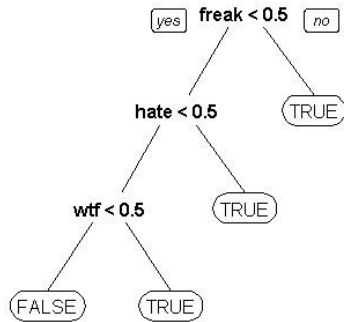 yes freak < 0.5 no
hate < 0.5 TRUE
wtf < 0.5 TRUE
FALSE TRUE